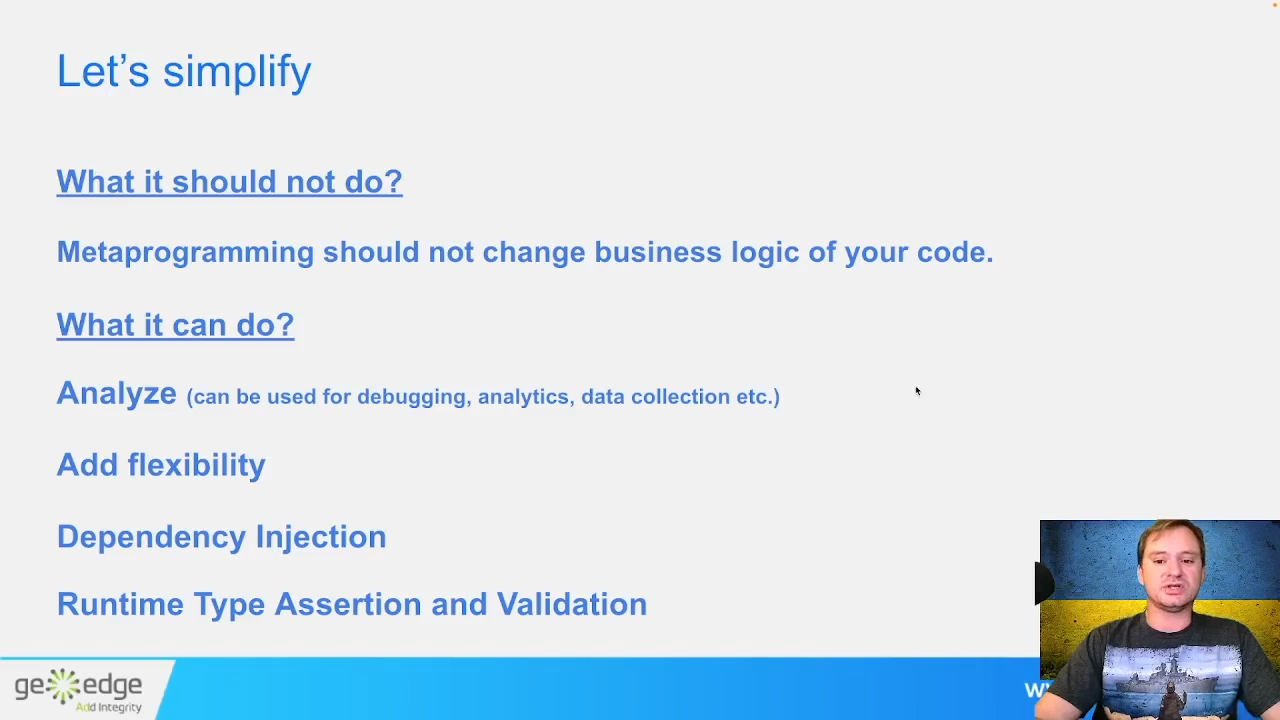 Let’s simplify
What it should not do?
Metaprogramming should not change business logic of your code.
What it can do?
Analyze (can be used for debugging, analytics, data collection etc.)
Add flexibility
Dependency Injection
Runtime Type Assertion and Validation
geoedge
Add Integrity